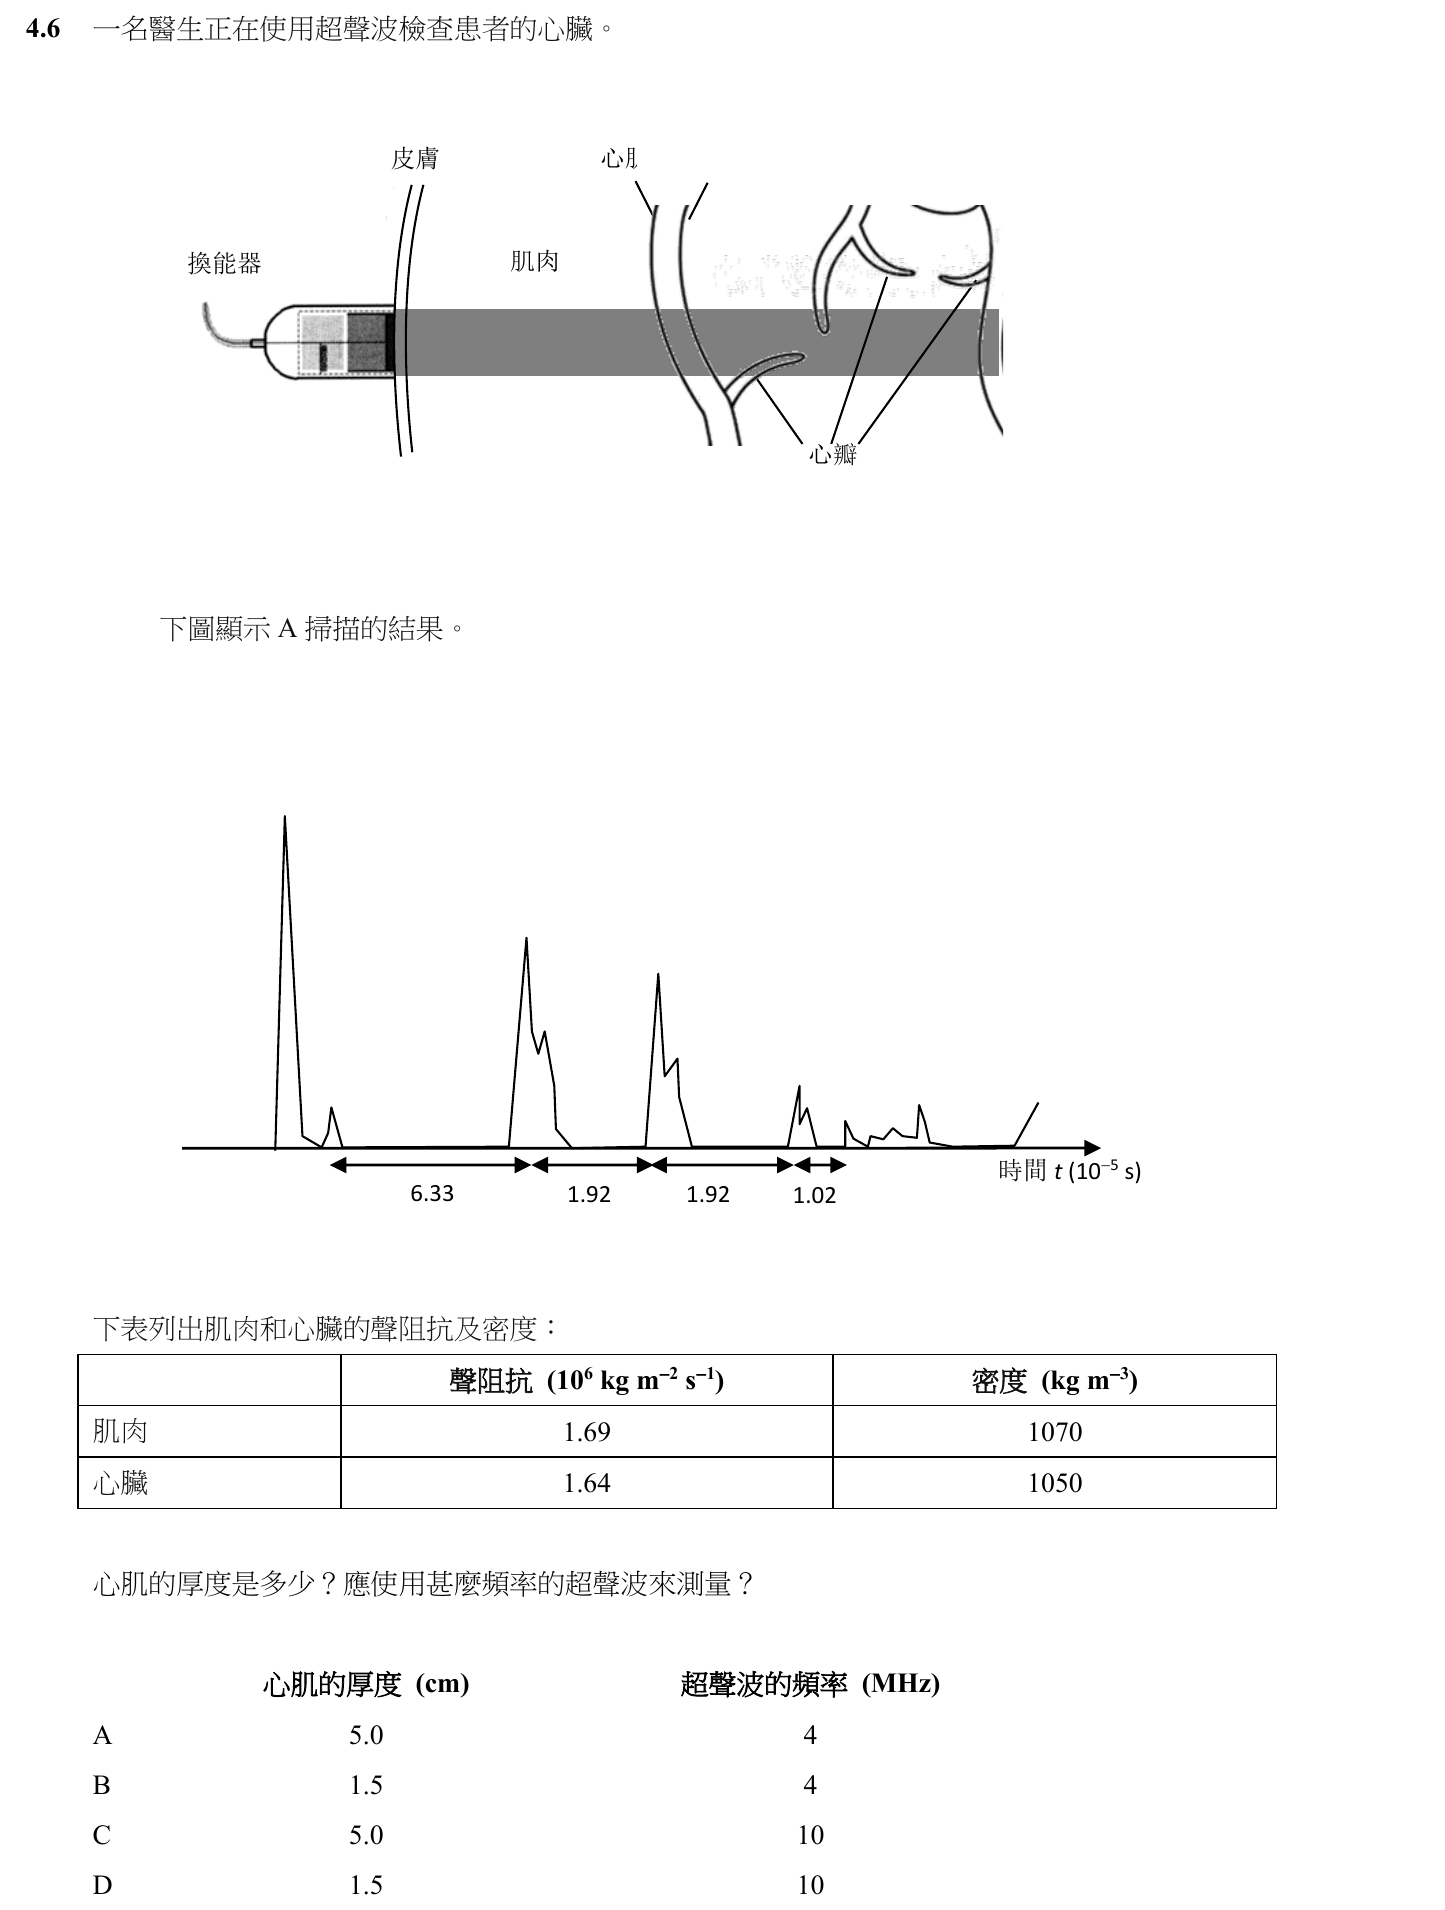 4.6 一名醫生正在使用超聲波檢查患者的心臟。
皮膚
心肌
換能器
肌肉
心瓣
下圖顯示 A 掃描的結果。
時間 t (10⁻⁵ s)
6.33
1.92
1.92
1.02
下表列出肌肉和心臟的聲阻抗及密度：
聲阻抗 (10⁶ kg m⁻² s⁻¹) 密度 (kg m⁻³)
肌肉 1.69 1070
心臟 1.64 1050
心肌的厚度是多少？應使用甚麼頻率的超聲波來測量？
心肌的厚度 (cm) 超聲波的頻率 (MHz)
A 5.0 4
B 1.5 4
C 5.0 10
D 1.5 10